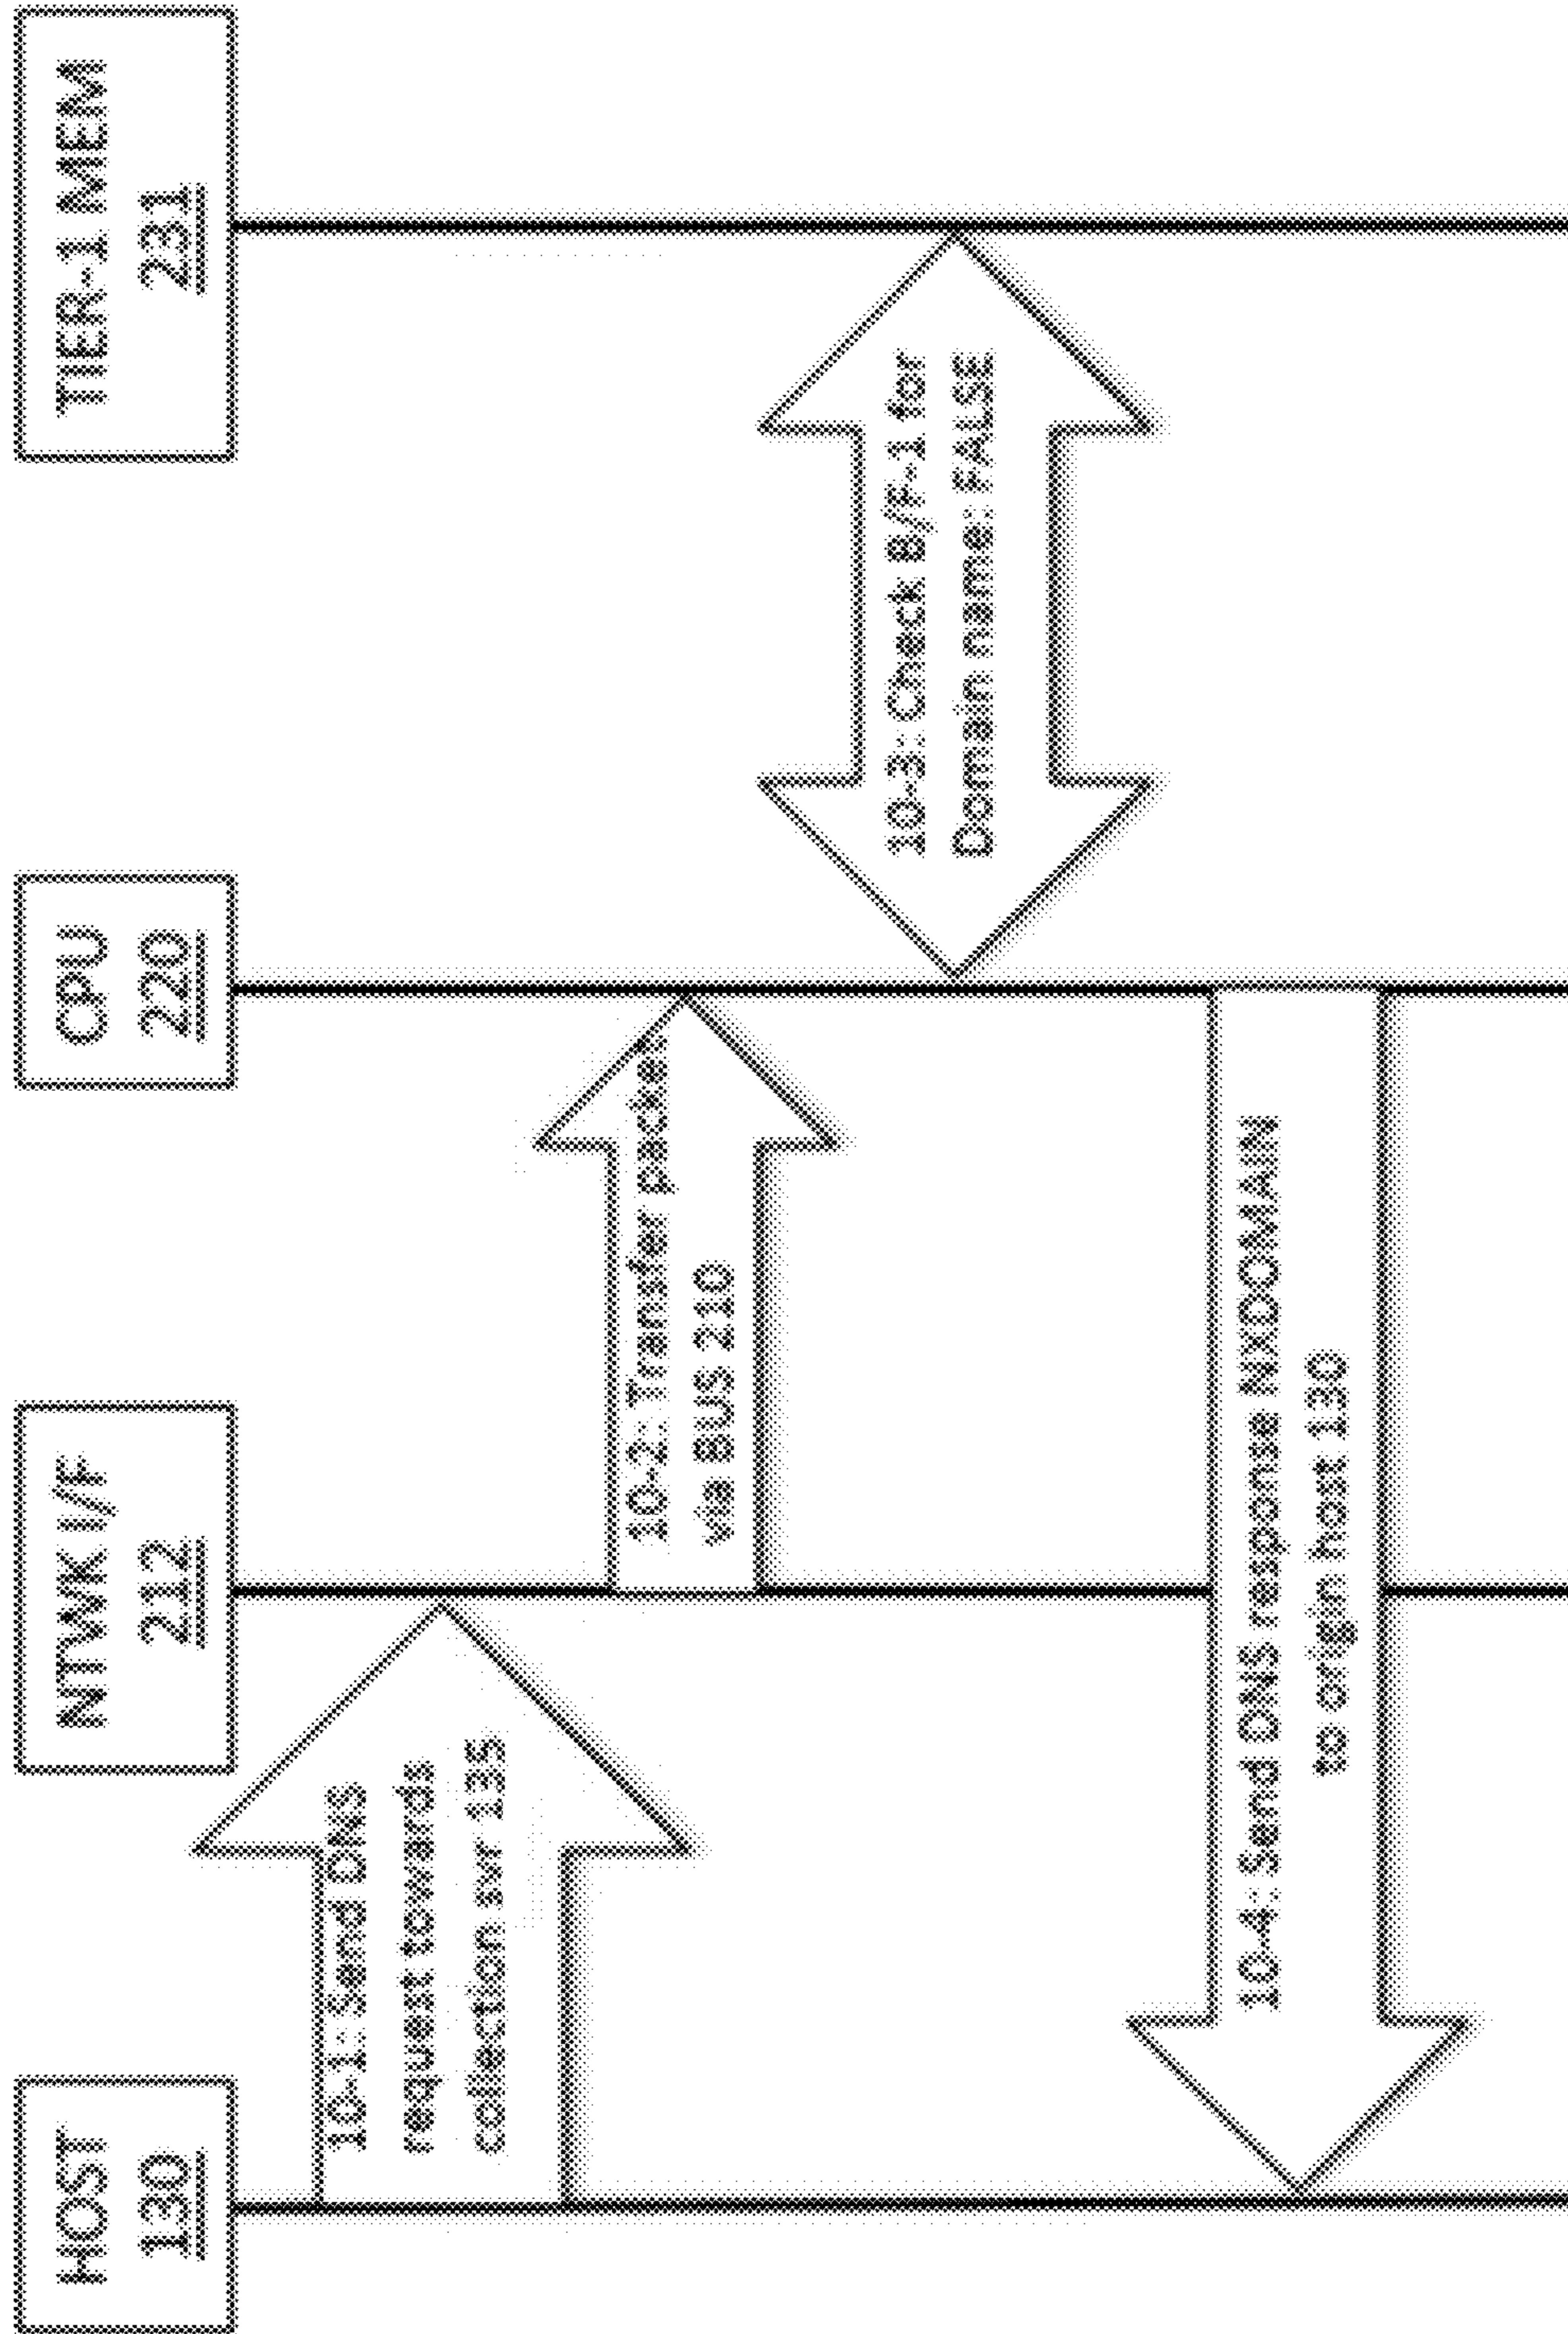 HOST
130
NTWK I/F
212
CPU
220
TIER-1 MEM
231
10-1: Send DNS
request towards
collection svr 135
10-2: Transfer packet
via BUS 210
10-3: Check B/F-1 for
Domain name: FALSE
10-4: Send DNS response NXDOMAIN
to origin host 130